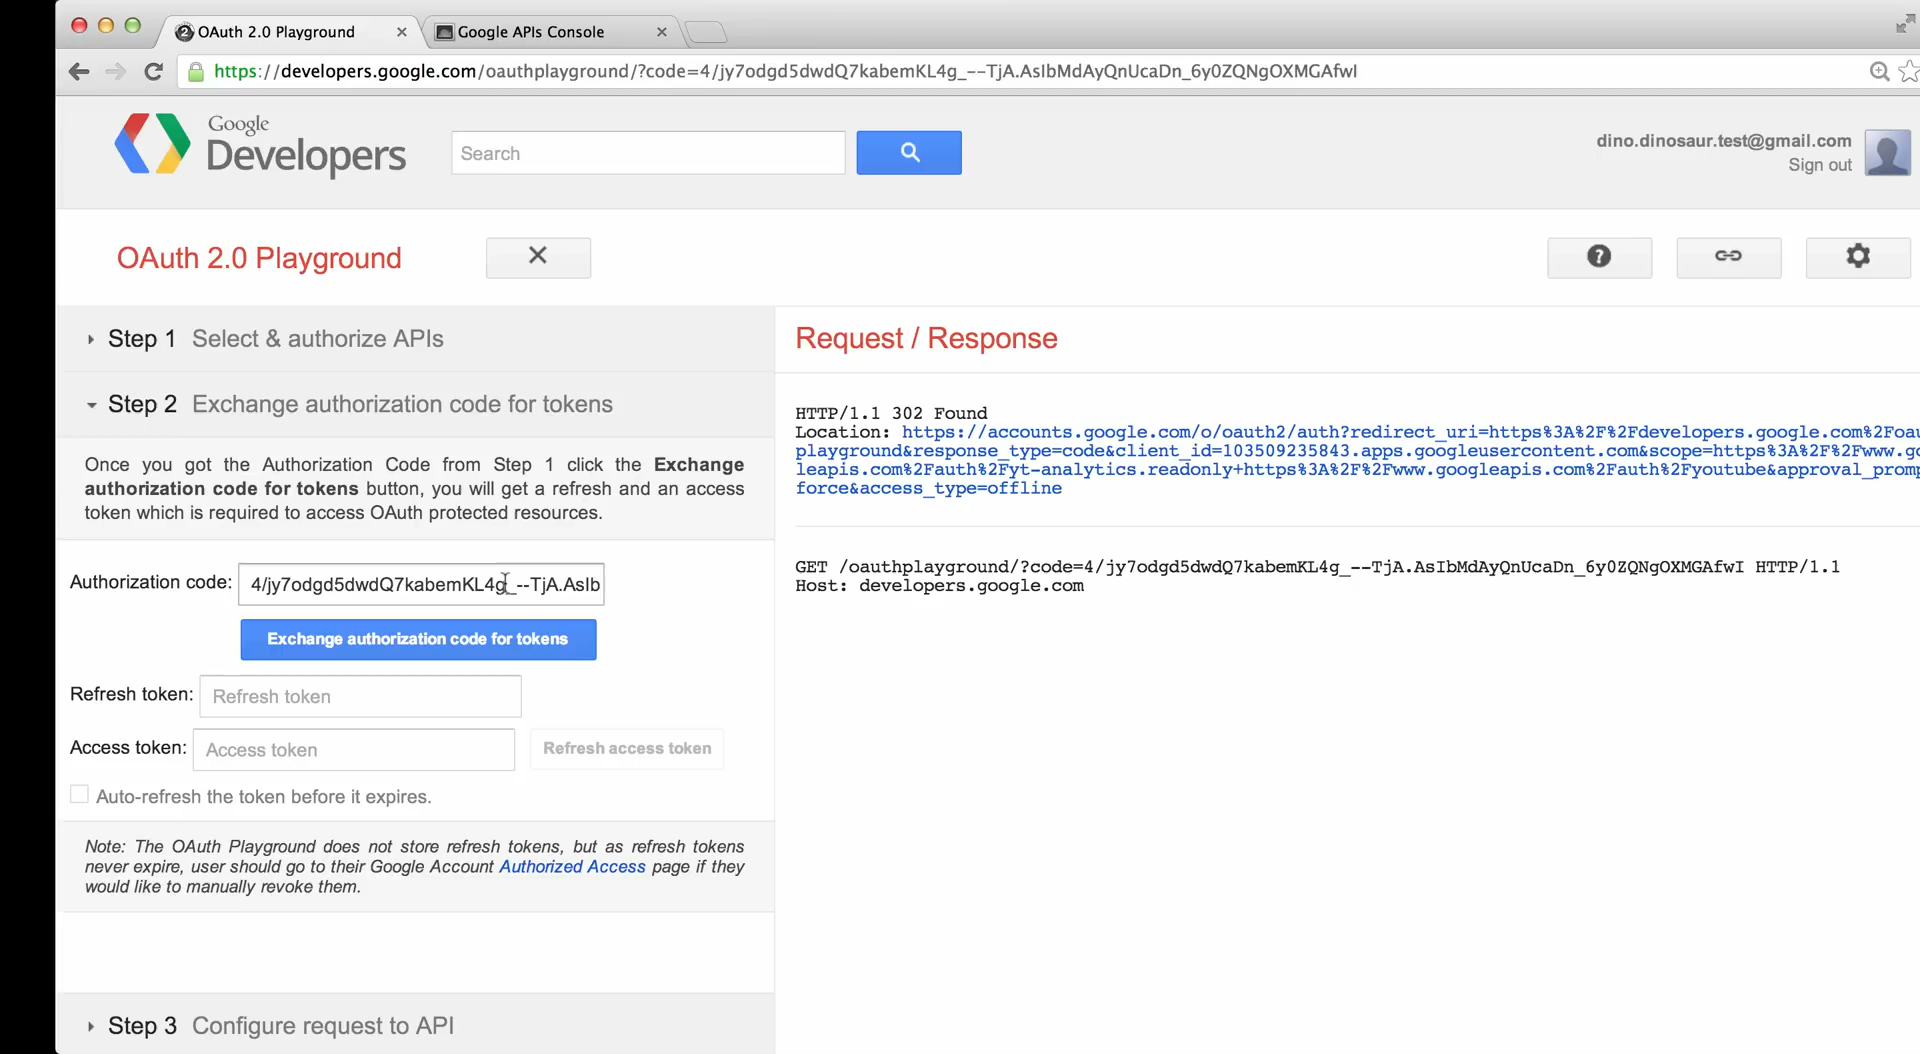 OAuth 2.0 Playground
Google APIs Console
https://developers.google.com/oauthplayground/?code=4/jy7odgd5dwdQ7kabemKL4g_--TjA.AsIbMdAyQnUcaDn_6y0ZQNgOXMGAfwI
Google
Developers
Search
dino.dinosaur.test@gmail.com
Sign out
OAuth 2.0 Playground
Step 1 Select & authorize APIs
Step 2 Exchange authorization code for tokens
Once you got the Authorization Code from Step 1 click the Exchange
authorization code for tokens button, you will get a refresh and an access
token which is required to access OAuth protected resources.
Authorization code: 4/jy7odgd5dwdQ7kabemKL4g_--TjA.AsIb
Exchange authorization code for tokens
Refresh token: Refresh token
Access token: Access token Refresh access token
Auto-refresh the token before it expires.
Note: The OAuth Playground does not store refresh tokens, but as refresh tokens
never expire, user should go to their Google Account Authorized Access page if they
would like to manually revoke them.
Step 3 Configure request to API
Request / Response
HTTP/1.1 302 Found
Location: https://accounts.google.com/o/oauth2/auth?redirect_uri=https%3A%2F%2Fdevelopers.google.com%2Foau
playground&response_type=code&client_id=103509235843.apps.googleusercontent.com&scope=https%3A%2F%2Fwww.go
leapis.com%2Fauth%2Fyt-analytics.readonly+https%3A%2F%2Fwww.googleapis.com%2Fauth%2Fyoutube&approval_promp
force&access_type=offline
GET /oauthplayground/?code=4/jy7odgd5dwdQ7kabemKL4g_--TjA.AsIbMdAyQnUcaDn_6y0ZQNgOXMGAfwI HTTP/1.1
Host: developers.google.com